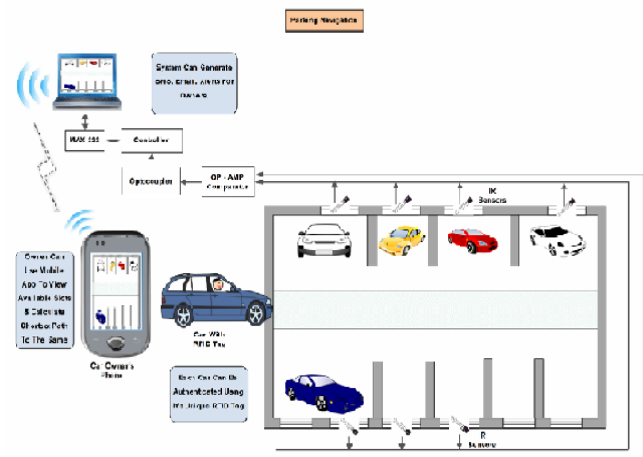 Parking Navigation
System Can Generate
SMS, Email, Alerts For
MAX 232
Controller
Optocoupler
OP - AMP
Comparator
IR
Sensors
Owner Can
Use Mobile
App To View
Available Slots
& Calculate
Shortest Path
To The Same
Car Owner's
Phone
Car With
RFID Tag
Each Car Can Be
Authenticated Using
Its Unique RFID Tag
Sensors